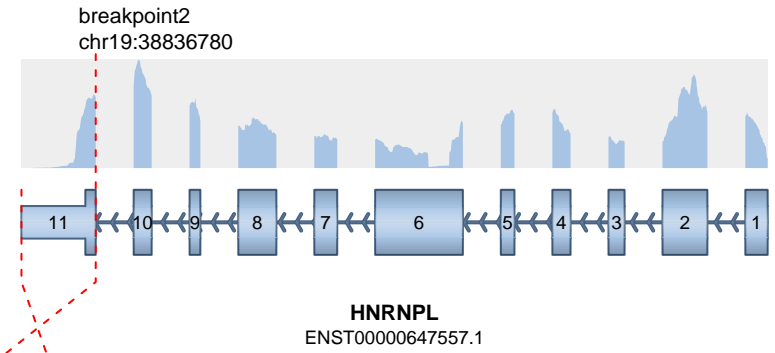 breakpoint2
chr19:38836780
11 10 9 8 7 6 5 4 3 2 1
HNRNPL
ENST00000647557.1